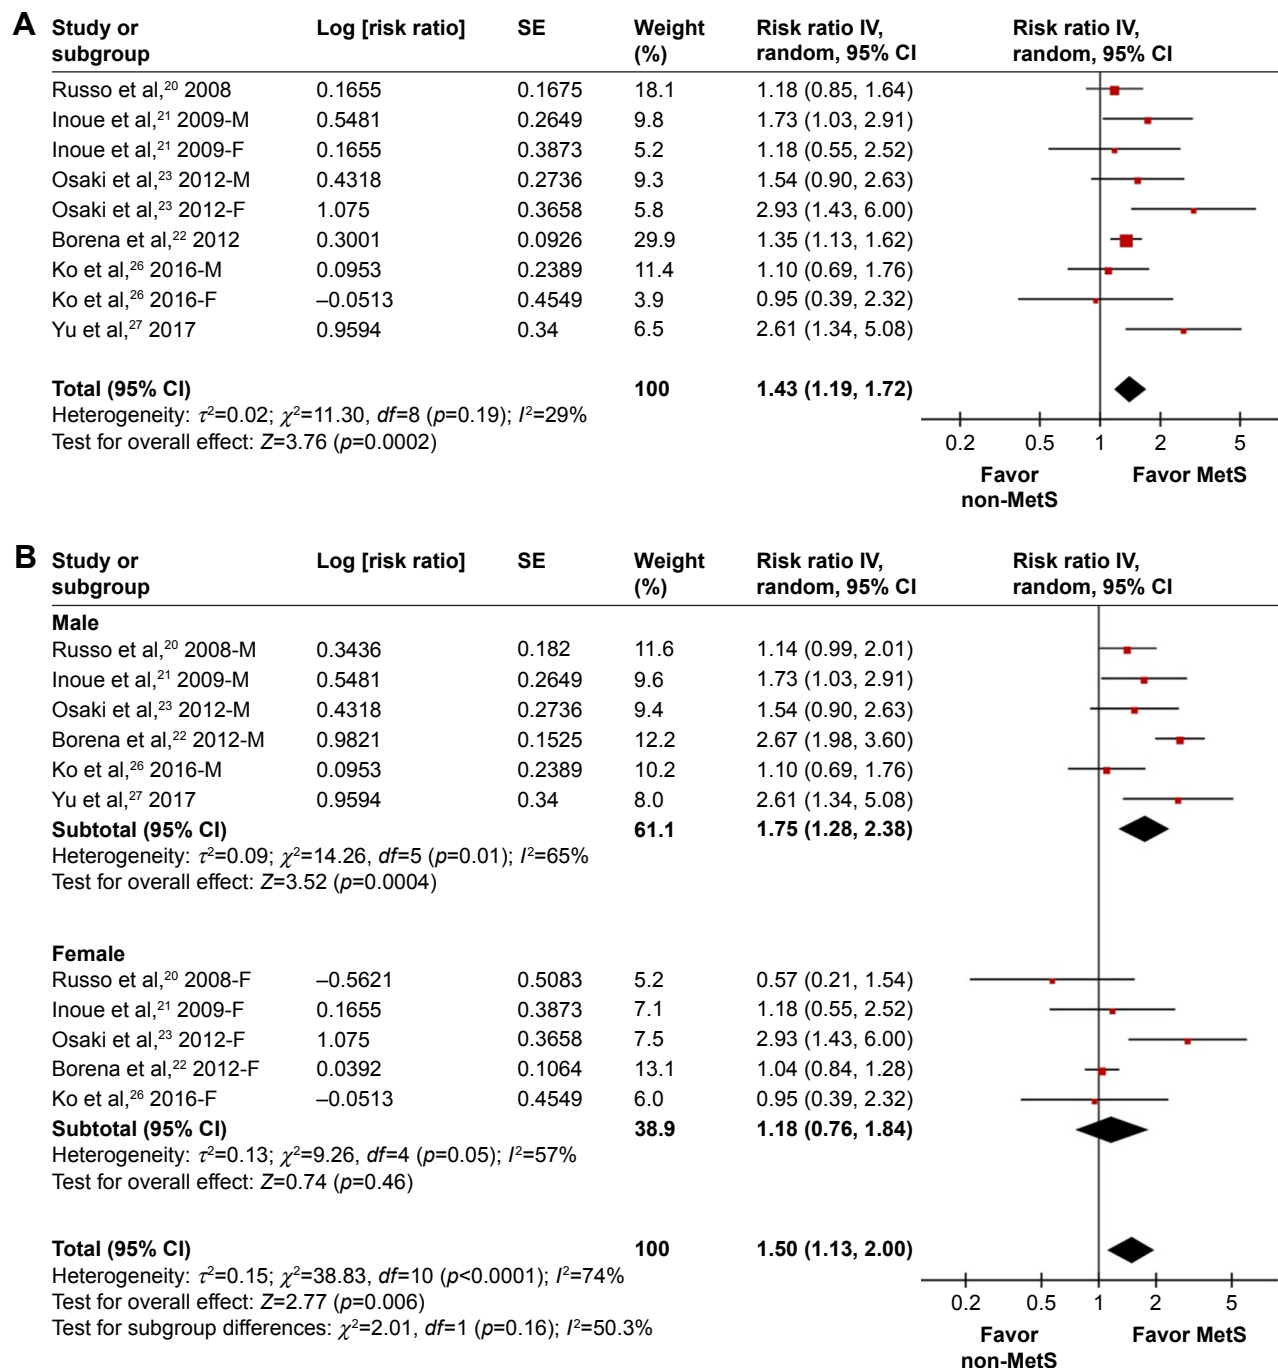 A Study or subgroup Log [risk ratio] SE Weight (%) Risk ratio IV, random, 95% CI Risk ratio IV, random, 95% CI
Russo et al,20 2008 0.1655 0.1675 18.1 1.18 (0.85, 1.64)
Inoue et al,21 2009-M 0.5481 0.2649 9.8 1.73 (1.03, 2.91)
Inoue et al,21 2009-F 0.1655 0.3873 5.2 1.18 (0.55, 2.52)
Osaki et al,23 2012-M 0.4318 0.2736 9.3 1.54 (0.90, 2.63)
Osaki et al,23 2012-F 1.075 0.3658 5.8 2.93 (1.43, 6.00)
Borena et al,22 2012 0.3001 0.0926 29.9 1.35 (1.13, 1.62)
Ko et al,26 2016-M 0.0953 0.2389 11.4 1.10 (0.69, 1.76)
Ko et al,26 2016-F –0.0513 0.4549 3.9 0.95 (0.39, 2.32)
Yu et al,27 2017 0.9594 0.34 6.5 2.61 (1.34, 5.08)
Total (95% CI) 100 1.43 (1.19, 1.72)
Heterogeneity: τ²=0.02; χ²=11.30, df=8 (p=0.19); I²=29%
Test for overall effect: Z=3.76 (p=0.0002)
0.2 0.5 1 2 5
Favor non-MetS Favor MetS
B Study or subgroup Log [risk ratio] SE Weight (%) Risk ratio IV, random, 95% CI Risk ratio IV, random, 95% CI
Male
Russo et al,20 2008-M 0.3436 0.182 11.6 1.14 (0.99, 2.01)
Inoue et al,21 2009-M 0.5481 0.2649 9.6 1.73 (1.03, 2.91)
Osaki et al,23 2012-M 0.4318 0.2736 9.4 1.54 (0.90, 2.63)
Borena et al,22 2012-M 0.9821 0.1525 12.2 2.67 (1.98, 3.60)
Ko et al,26 2016-M 0.0953 0.2389 10.2 1.10 (0.69, 1.76)
Yu et al,27 2017 0.9594 0.34 8.0 2.61 (1.34, 5.08)
Subtotal (95% CI) 61.1 1.75 (1.28, 2.38)
Heterogeneity: τ²=0.09; χ²=14.26, df=5 (p=0.01); I²=65%
Test for overall effect: Z=3.52 (p=0.0004)
Female
Russo et al,20 2008-F –0.5621 0.5083 5.2 0.57 (0.21, 1.54)
Inoue et al,21 2009-F 0.1655 0.3873 7.1 1.18 (0.55, 2.52)
Osaki et al,23 2012-F 1.075 0.3658 7.5 2.93 (1.43, 6.00)
Borena et al,22 2012-F 0.0392 0.1064 13.1 1.04 (0.84, 1.28)
Ko et al,26 2016-F –0.0513 0.4549 6.0 0.95 (0.39, 2.32)
Subtotal (95% CI) 38.9 1.18 (0.76, 1.84)
Heterogeneity: τ²=0.13; χ²=9.26, df=4 (p=0.05); I²=57%
Test for overall effect: Z=0.74 (p=0.46)
Total (95% CI) 100 1.50 (1.13, 2.00)
Heterogeneity: τ²=0.15; χ²=38.83, df=10 (p<0.0001); I²=74%
Test for overall effect: Z=2.77 (p=0.006)
Test for subgroup differences: χ²=2.01, df=1 (p=0.16); I²=50.3%
0.2 0.5 1 2 5
Favor non-MetS Favor MetS